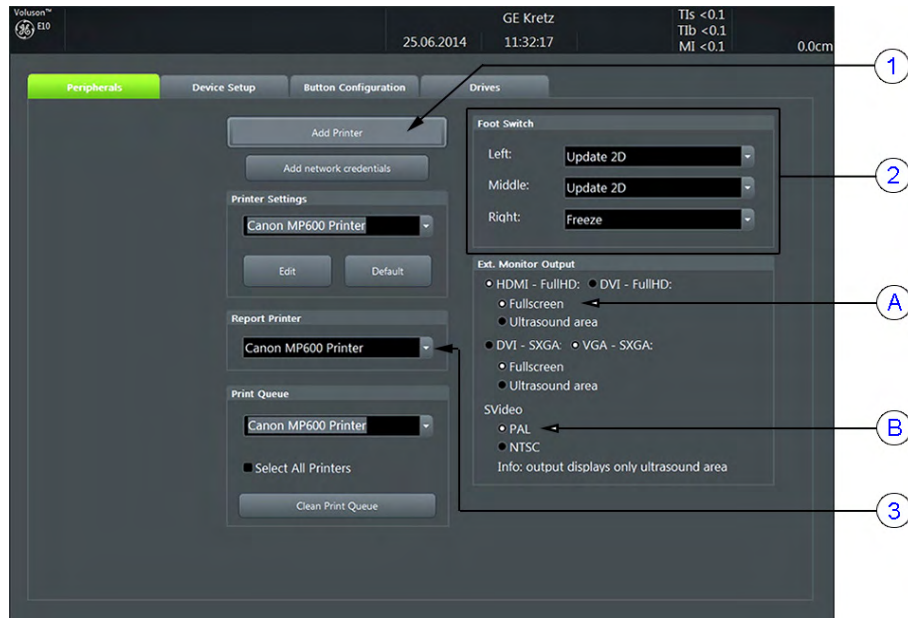 Voluson™
E10
GE Kretz
25.06.2014 11:32:17
TIs <0.1
TIb <0.1
MI <0.1
0.0cm
Peripherals
Device Setup
Button Configuration
Drives
Add Printer
Add network credentials
Printer Settings
Canon MP600 Printer
Edit
Default
Report Printer
Canon MP600 Printer
Print Queue
Canon MP600 Printer
Select All Printers
Clean Print Queue
Foot Switch
Left: Update 2D
Middle: Update 2D
Right: Freeze
Ext. Monitor Output
HDMI - FullHD: DVI - FullHD:
Fullscreen
Ultrasound area
DVI - SXGA: VGA - SXGA:
Fullscreen
Ultrasound area
SVideo
PAL
NTSC
Info: output displays only ultrasound area
1
2
A
B
3